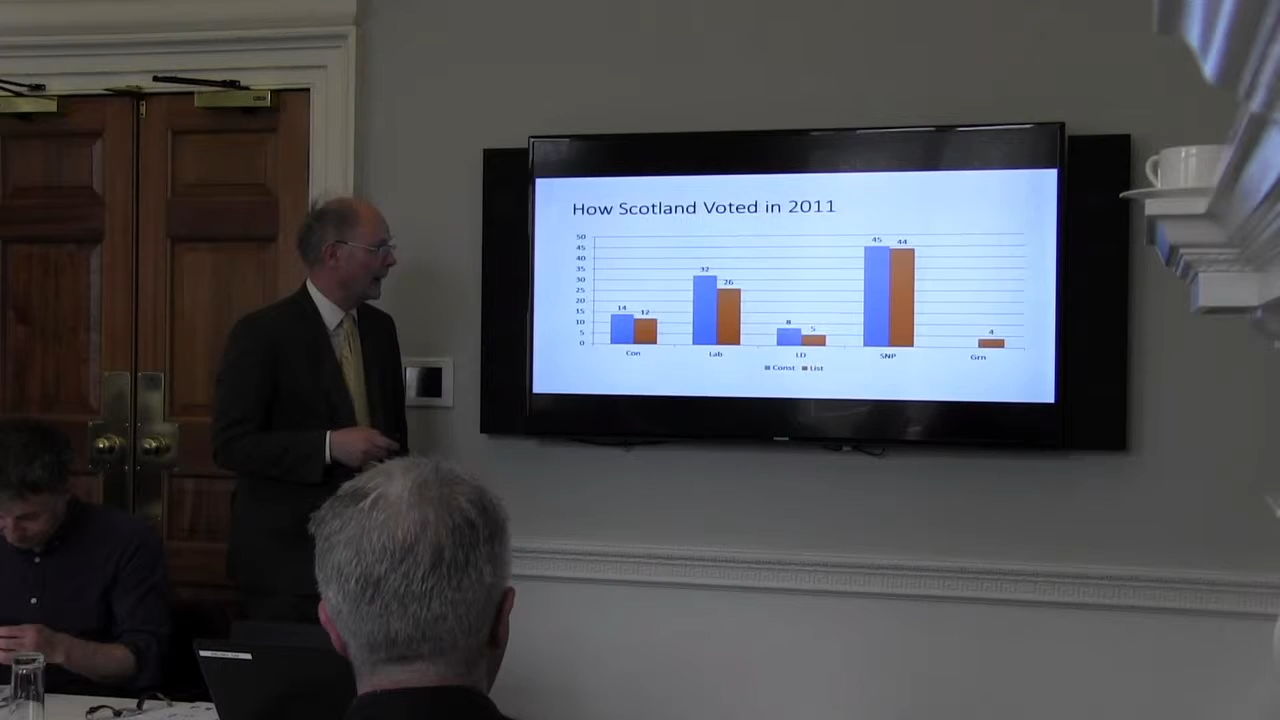 How Scotland Voted in 2011
50
45
40
35
30
25
20
15
10
5
0
14 12 32 26 8 5 45 44 4
Con Lab LD SNP Grn
Const List